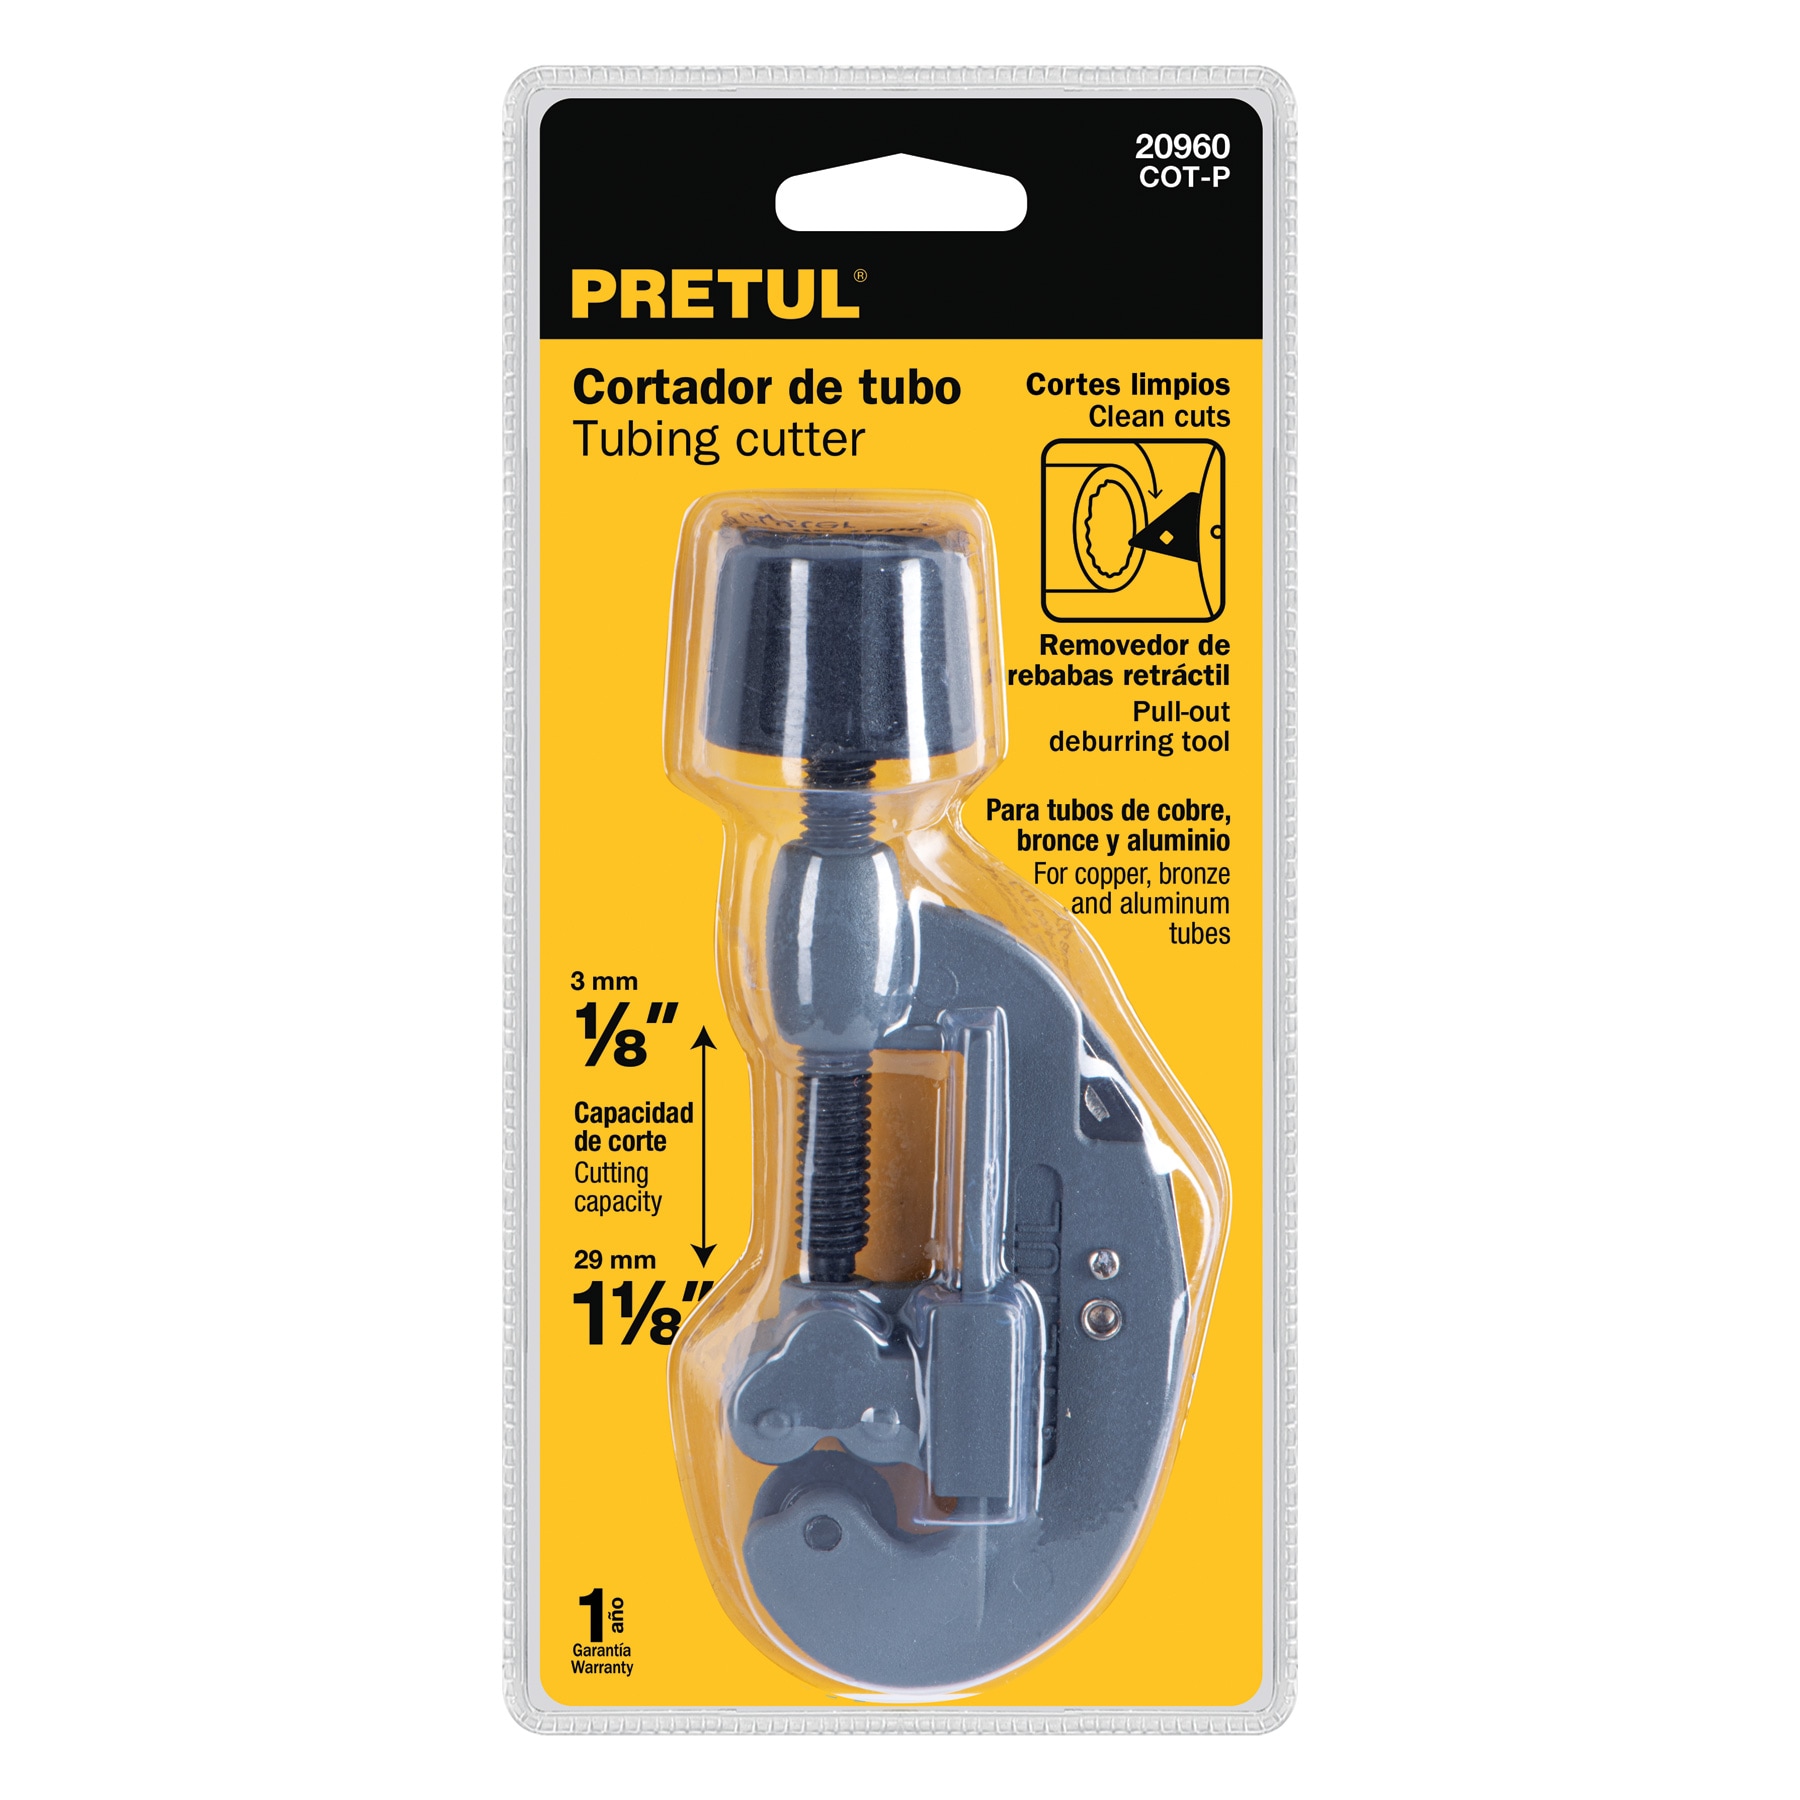 20960
COT-P
PRETUL®
Cortador de tubo
Tubing cutter
Cortes limpios
Clean cuts
Removedor de
rebabas retráctil
Pull-out
deburring tool
Para tubos de cobre,
bronce y aluminio
For copper, bronze
and aluminum
tubes
3 mm
1/8"
Capacidad
de corte
Cutting
capacity
29 mm
1 1/8"
PRETUL
1 año
Garantía
Warranty